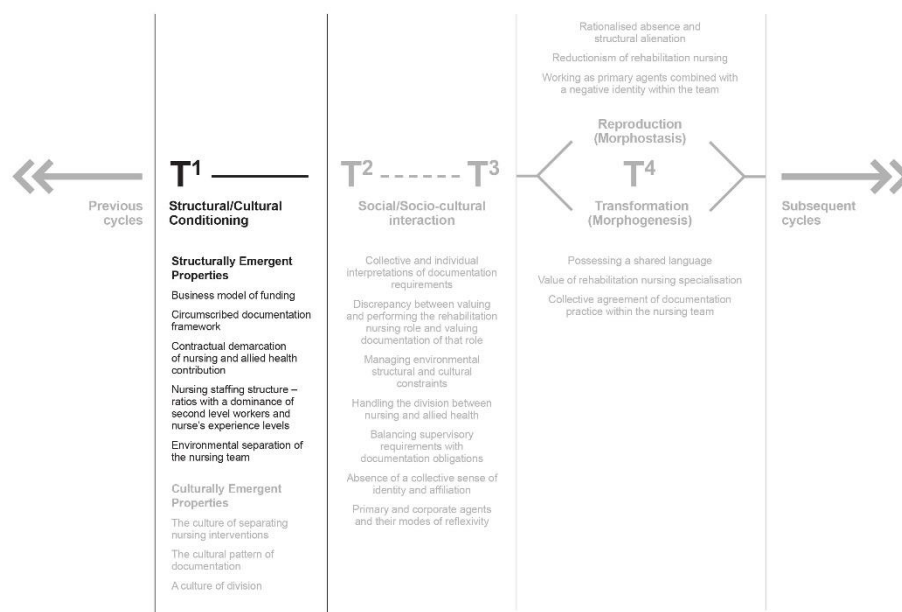 Previous
cycles
T1
Structural/Cultural
Conditioning
Structurally Emergent
Properties
Business model of funding
Circumscribed documentation
framework
Contractual demarcation
of nursing and allied health
contribution
Nursing staffing structure –
ratios with a dominance of
second level workers and
nurse's experience levels
Environmental separation of
the nursing team
Culturally Emergent
Properties
The culture of separating
nursing interventions
The cultural pattern of
documentation
A culture of division
T2
T3
Social/Socio-cultural
interaction
Collective and individual
interpretations of documentation
requirements
Discrepancy between valuing
and performing the rehabilitation
nursing role and valuing
documentation of that role
Managing environmental
structural and cultural
constraints
Handling the division between
nursing and allied health
Balancing supervisory
requirements with
documentation obligations
Absence of a collective sense of
identity and affiliation
Primary and corporate agents
and their modes of reflexivity
Rationalised absence and
structural alienation
Reductionism of rehabilitation nursing
Working as primary agents combined with
a negative identity within the team
Reproduction
(Morphostasis)
T4
Transformation
(Morphogenesis)
Possessing a shared language
Value of rehabilitation nursing specialisation
Collective agreement of documentation
practice within the nursing team
Subsequent
cycles